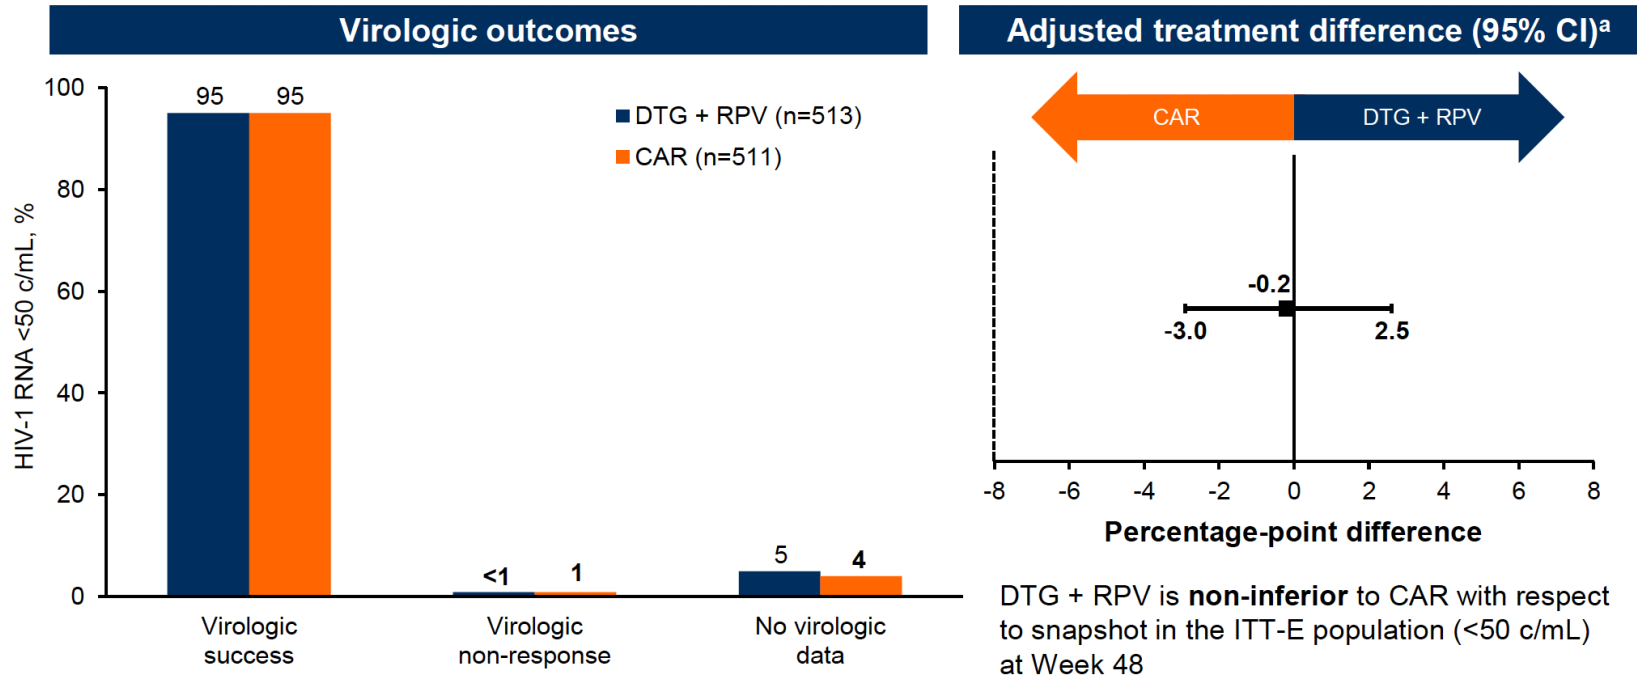 Virologic outcomes
HIV-1 RNA <50 c/mL, %
100
80
60
40
20
0
95
95
<1
1
5
4
DTG + RPV (n=513)
CAR (n=511)
Virologic
success
Virologic
non-response
No virologic
data
Adjusted treatment difference (95% CI)ᵃ
CAR
DTG + RPV
-0.2
-3.0
2.5
-8 -6 -4 -2 0 2 4 6 8
Percentage-point difference
DTG + RPV is non-inferior to CAR with respect
to snapshot in the ITT-E population (<50 c/mL)
at Week 48